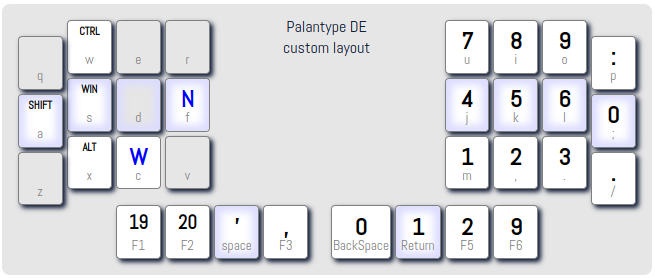 Palantype DE
custom layout
CTRL 7 8 9
w e r u i o :
q p
WIN N 4 5 6
SHIFT s d f j k l 0
a ;
ALT W 1 2 3
x c v m , . .
z /
19 20 ' , 0 1 2 9
F1 F2 space F3 BackSpace Return F5 F6